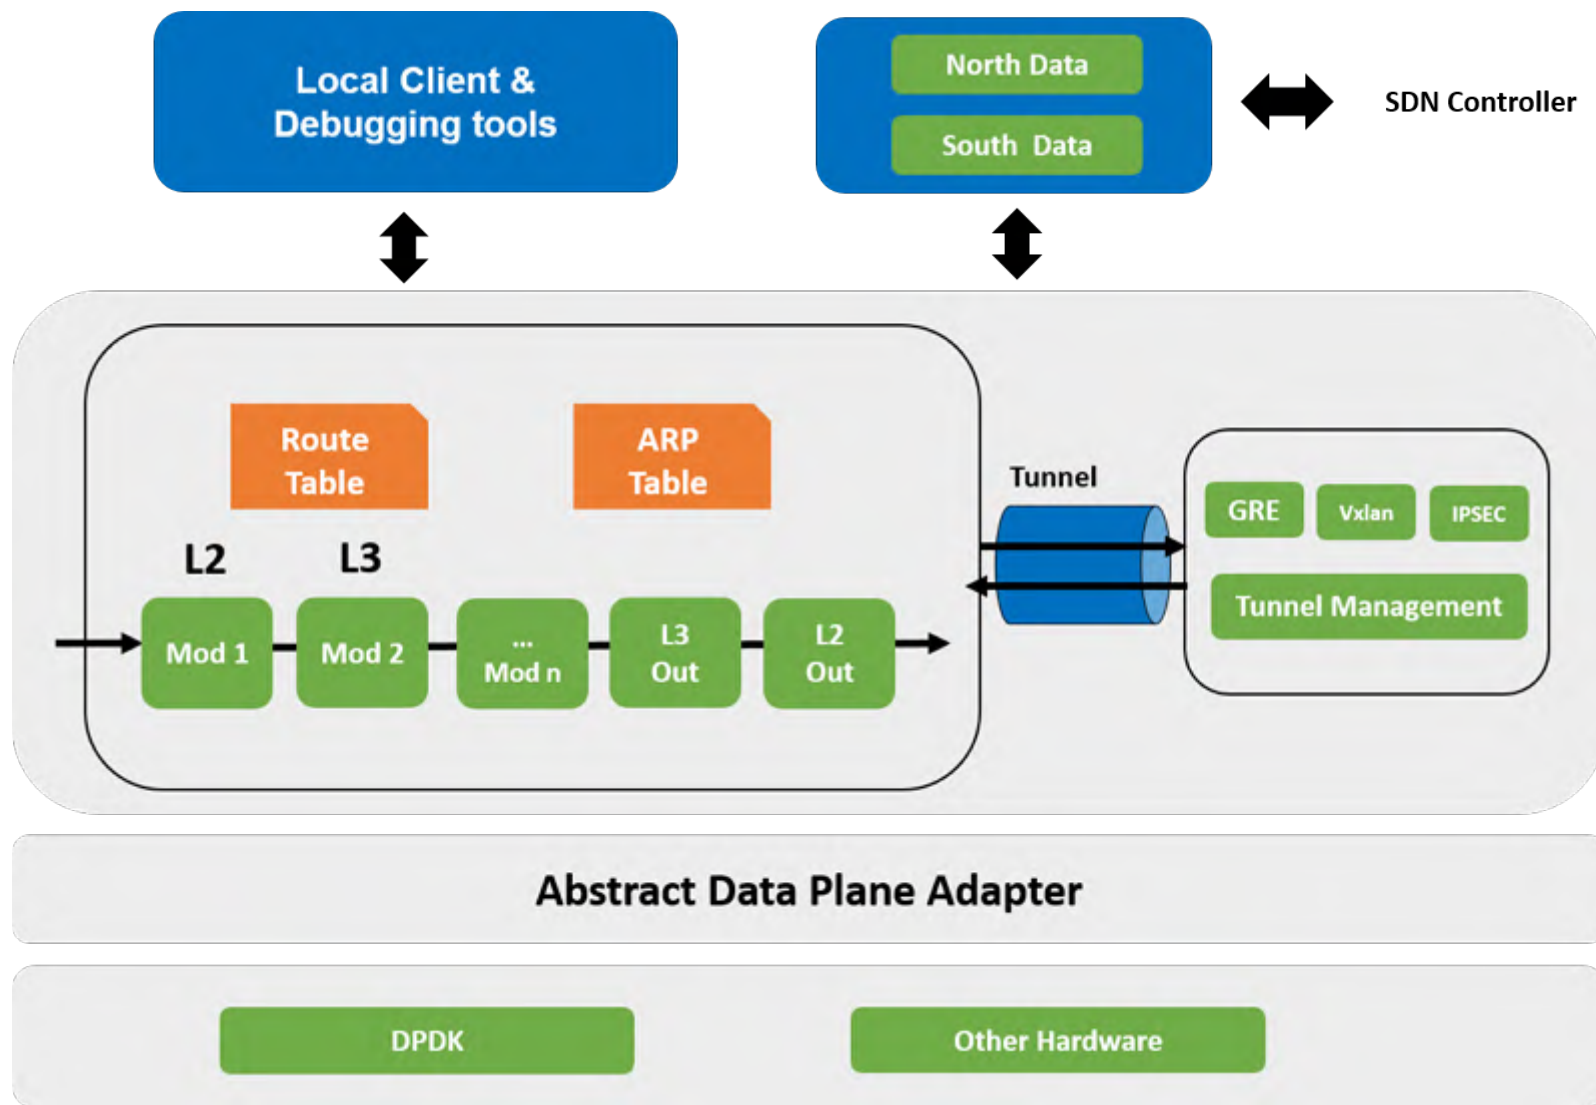 Local Client &
Debugging tools
North Data
South Data
SDN Controller
Route
Table
ARP
Table
Tunnel
GRE
Vxlan
IPSEC
Tunnel Management
L2
L3
Mod 1
Mod 2
...
Mod n
L3
Out
L2
Out
Abstract Data Plane Adapter
DPDK
Other Hardware